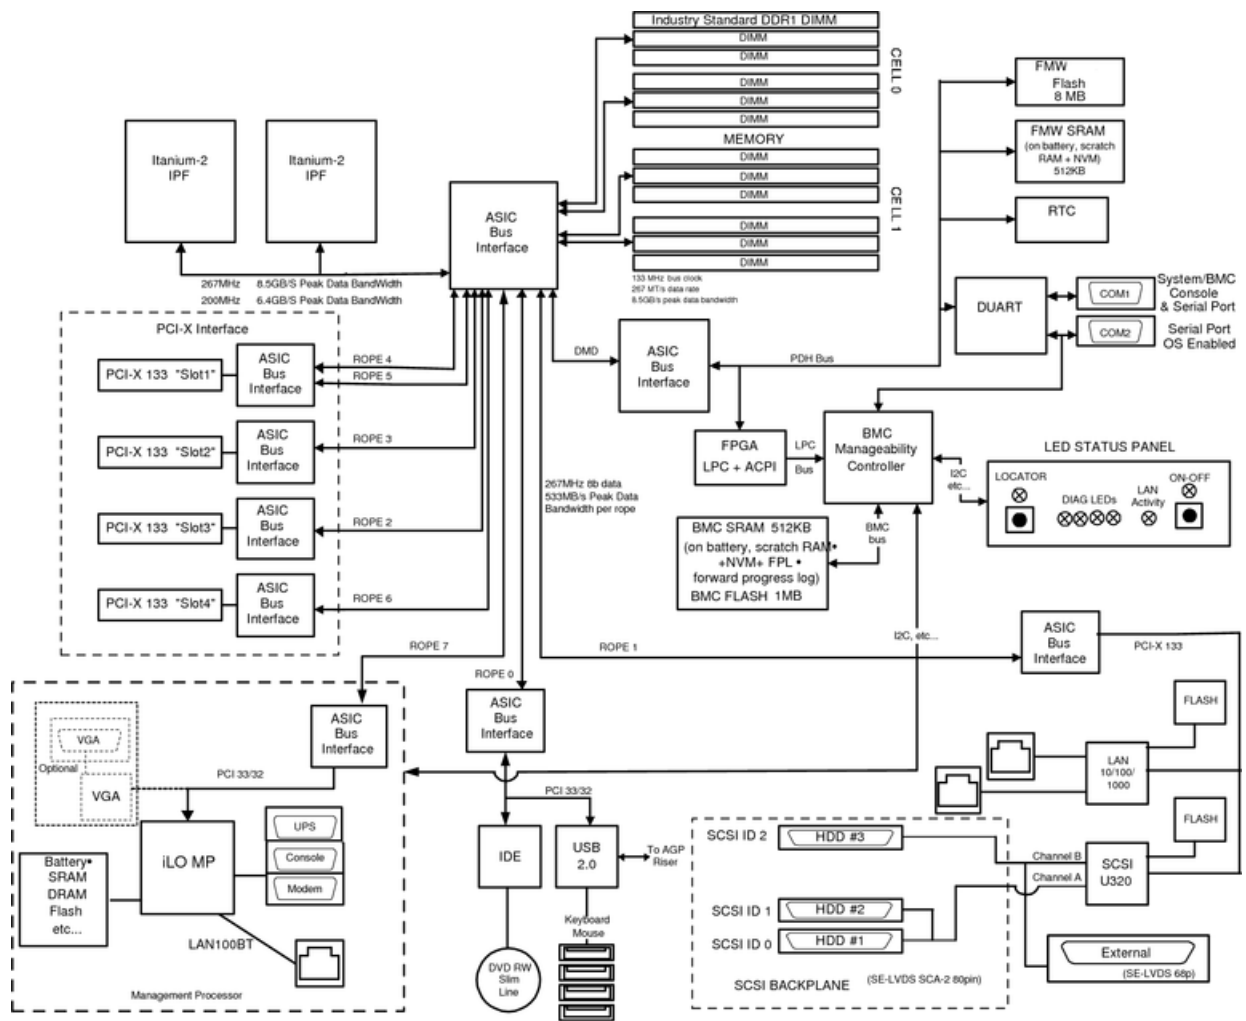 Industry Standard DDR1 DIMM
DIMM
DIMM
CELL 0
DIMM
DIMM
DIMM
MEMORY
DIMM
DIMM
DIMM
CELL 1
DIMM
DIMM
DIMM
133 MHz bus clock
267 MT/s data rate
8.5GB/s peak data bandwidth
FMW
Flash
8 MB
FMW SRAM
(on battery, scratch
RAM + NVM)
512KB
RTC
DUART
COM1
System/BMC
Console
& Serial Port
COM2
Serial Port
OS Enabled
Itanium-2
IPF
Itanium-2
IPF
ASIC
Bus
Interface
267MHz 8.5GB/S Peak Data BandWidth
200MHz 6.4GB/S Peak Data BandWidth
PCI-X Interface
PCI-X 133 "Slot1"
ASIC
Bus
Interface
ROPE 4
ROPE 5
PCI-X 133 "Slot2"
ASIC
Bus
Interface
ROPE 3
PCI-X 133 "Slot3"
ASIC
Bus
Interface
ROPE 2
PCI-X 133 "Slot4"
ASIC
Bus
Interface
ROPE 6
DMD
ASIC
Bus
Interface
PDH Bus
FPGA
LPC + ACPI
LPC
Bus
BMC
Manageability
Controller
I2C
etc...
LED STATUS PANEL
LOCATOR
DIAG LEDs
LAN
Activity
ON-OFF
267MHz 8b data
533MB/s Peak Data
Bandwidth per rope
BMC SRAM 512KB
(on battery, scratch RAM•
+NVM+ FPL •
forward progress log)
BMC FLASH 1MB
BMC
bus
I2C, etc...
ROPE 7
ROPE 0
ROPE 1
ASIC
Bus
Interface
PCI-X 133
ASIC
Bus
Interface
ASIC
Bus
Interface
VGA
Optional
VGA
PCI 33/32
iLO MP
UPS
Console
Modem
Battery•
SRAM
DRAM
Flash
etc...
LAN100BT
Management Processor
PCI 33/32
IDE
USB
2.0
To AGP
Riser
Keyboard
Mouse
DVD RW
Slim
Line
FLASH
LAN
10/100/
1000
FLASH
SCSI
U320
Channel B
Channel A
SCSI ID 2
HDD #3
SCSI ID 1
HDD #2
SCSI ID 0
HDD #1
SCSI BACKPLANE
(SE-LVDS SCA-2 80pin)
External
(SE-LVDS 68p)